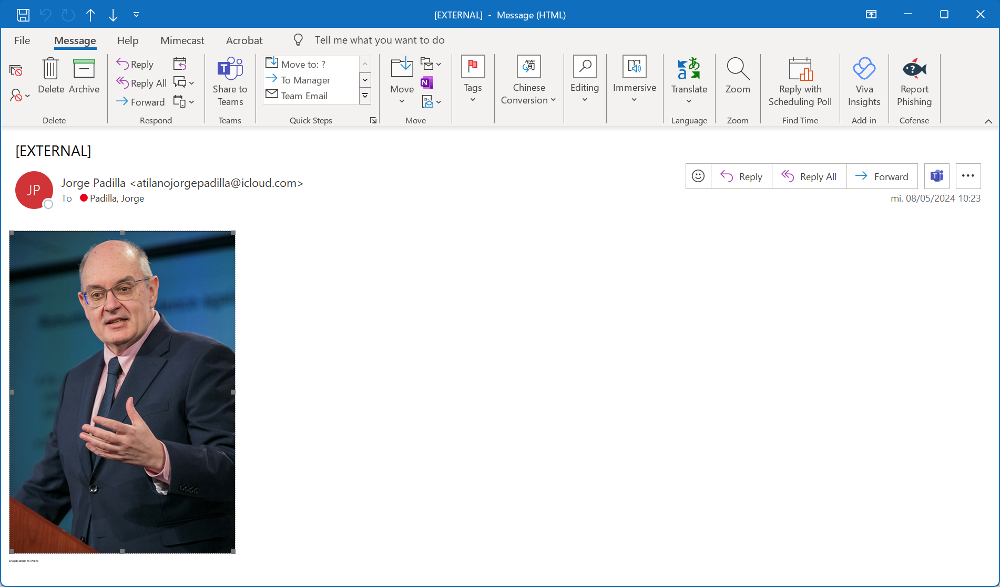 [EXTERNAL] - Message (HTML)
File Message Help Mimecast Acrobat Tell me what you want to do
Delete
Archive
Delete
Reply
Reply All
Forward
Respond
Share to
Teams
Teams
Move to: ?
To Manager
Team Email
Quick Steps
Move
Move
Tags
Chinese
Conversion
Editing
Immersive
Translate
Language
Zoom
Zoom
Reply with
Scheduling Poll
Find Time
Viva
Insights
Add-in
Report
Phishing
Cofense
[EXTERNAL]
JP
Jorge Padilla <atilanojorgepadilla@icloud.com>
To Padilla, Jorge
Reply Reply All Forward
mi. 08/05/2024 10:23
Enviado desde mi iPhone